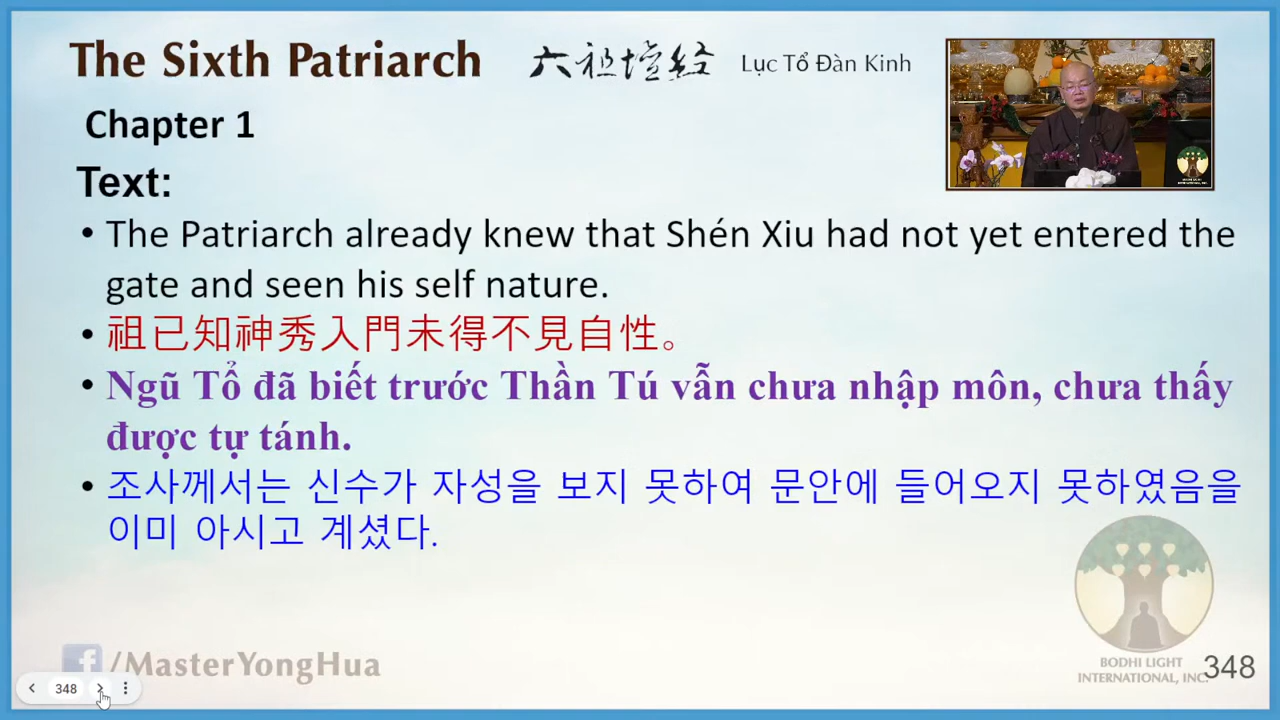 The Sixth Patriarch 六祖壇経 Lục Tổ Đàn Kinh
Chapter 1
Text:
• The Patriarch already knew that Shén Xiu had not yet entered the
gate and seen his self nature.
• 祖已知神秀入門未得不見自性。
• Ngũ Tổ đã biết trước Thần Tú vẫn chưa nhập môn, chưa thấy
được tự tánh.
• 조사께서는 신수가 자성을 보지 못하여 문안에 들어오지 못하였음을
이미 아시고 계셨다.
f/MasterYongHua
BODHI LIGHT
INTERNATIONAL, INC.
348
348